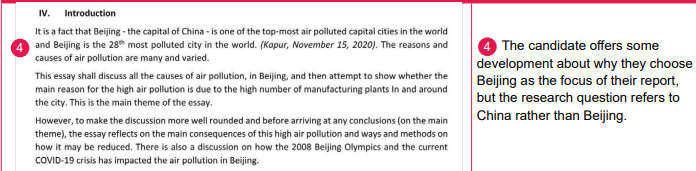 IV. Introduction
It is a fact that Beijing - the capital of China - is one of the top-most air polluted capital cities in the world
and Beijing is the 28th most polluted city in the world. (Kapur, November 15, 2020). The reasons and
causes of air pollution are many and varied.
This essay shall discuss all the causes of air pollution, in Beijing, and then attempt to show whether the
main reason for the high air pollution is due to the high number of manufacturing plants In and around
the city. This is the main theme of the essay.
However, to make the discussion more well rounded and before arriving at any conclusions (on the main
theme), the essay reflects on the main consequences of this high air pollution and ways and methods on
how it may be reduced. There is also a discussion on how the 2008 Beijing Olympics and the current
COVID-19 crisis has impacted the air pollution in Beijing.
4
4 The candidate offers some
development about why they choose
Beijing as the focus of their report,
but the research question refers to
China rather than Beijing.